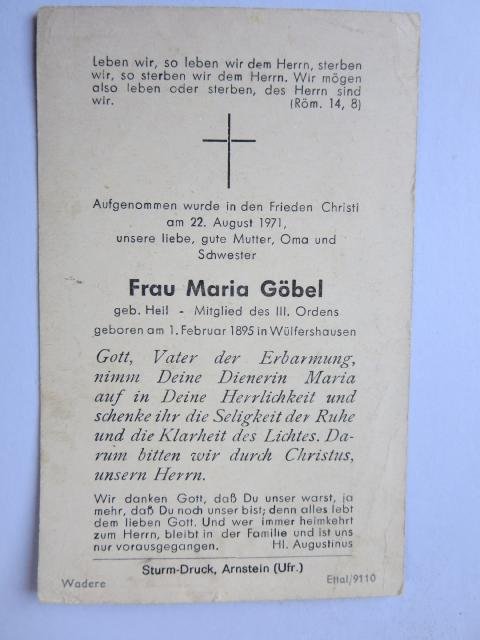 Leben wir, so leben wir dem Herrn, sterben
wir, so sterben wir dem Herrn. Wir mögen
also leben oder sterben, des Herrn sind
wir. (Röm. 14, 8)
Aufgenommen wurde in den Frieden Christi
am 22. August 1971,
unsere liebe, gute Mutter, Oma und
Schwester
Frau Maria Göbel
geb. Heil - Mitglied des III. Ordens
geboren am 1. Februar 1895 in Wülfershausen
Gott, Vater der Erbarmung,
nimm Deine Dienerin Maria
auf in Deine Herrlichkeit und
schenke ihr die Seligkeit der Ruhe
und die Klarheit des Lichtes. Da-
rum bitten wir durch Christus,
unsern Herrn.
Wir danken Gott, daß Du unser warst, ja
mehr, daß Du noch unser bist; denn alles lebt
dem lieben Gott. Und wer immer heimkehrt
zum Herrn, bleibt in der Familie und ist uns
nur vorausgegangen. Hl. Augustinus
Sturm-Druck, Arnstein (Ufr.)
Wadere Ettal/9110